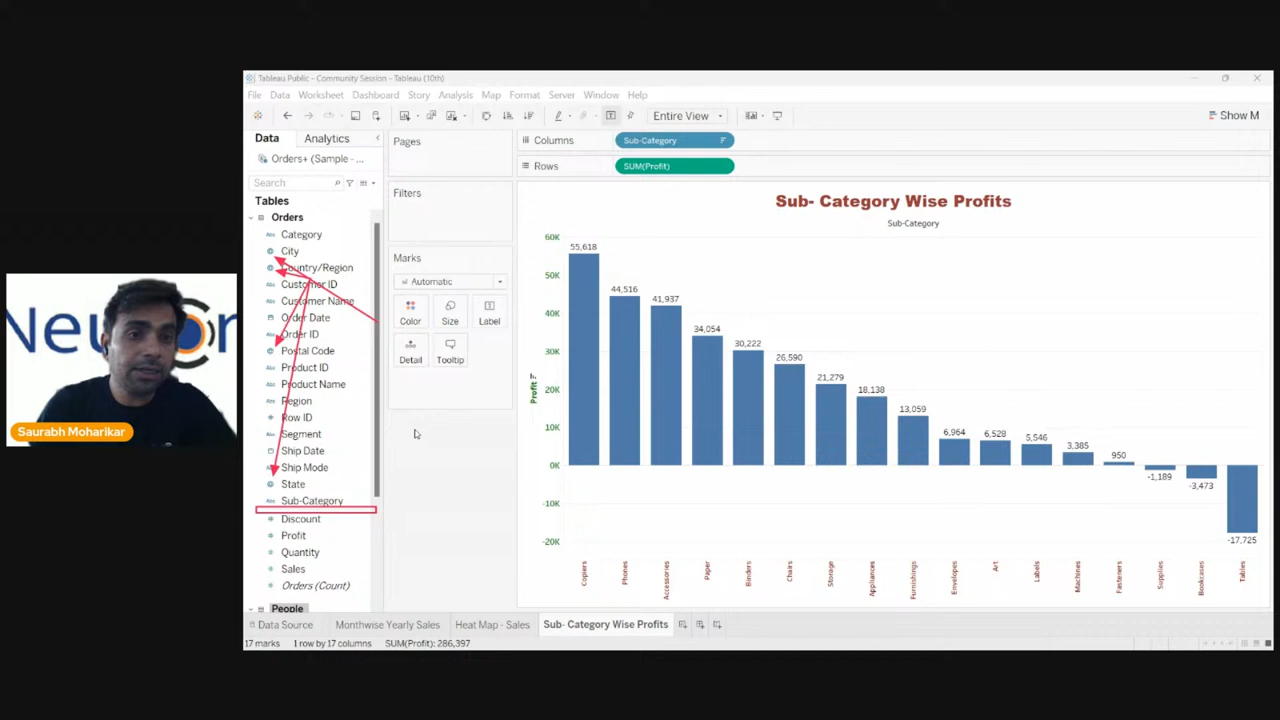 Tableau Public - Community Session - Tableau (10th)
File Data Worksheet Dashboard Story Analysis Map Format Server Window Help
Entire View
Show M
Data Analytics
Orders+ (Sample - ...
Search
Tables
Orders
Abc Category
City
Country/Region
Customer ID
Customer Name
Order Date
Abc Order ID
Postal Code
Abc Product ID
Abc Product Name
Abc Region
Row ID
Abc Segment
Ship Date
Abc Ship Mode
State
Abc Sub-Category
Discount
Profit
Quantity
Sales
Orders (Count)
People
Pages
Filters
Marks
Automatic
Color Size Label
Detail Tooltip
Columns Sub-Category
Rows SUM(Profit)
Sub- Category Wise Profits
Sub-Category
Profit
60K
50K
40K
30K
20K
10K
0K
-10K
-20K
55,618
44,516
41,937
34,054
30,222
26,590
21,279
18,138
13,059
6,964
6,528
5,546
3,385
950
-1,189
-3,473
-17,725
Copiers
Phones
Accessories
Paper
Binders
Chairs
Storage
Appliances
Furnishings
Envelopes
Art
Labels
Machines
Fasteners
Supplies
Bookcases
Tables
Data Source Monthwise Yearly Sales Heat Map - Sales Sub- Category Wise Profits
17 marks 1 row by 17 columns SUM(Profit): 286,397
Saurabh Moharikar